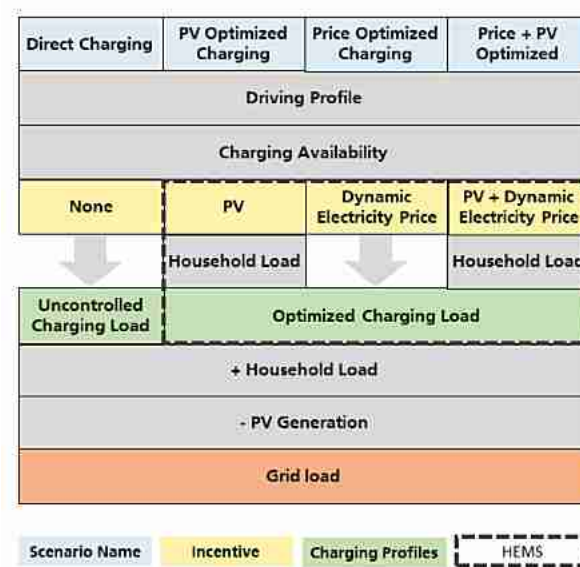 Direct Charging
PV Optimized
Charging
Price Optimized
Charging
Price + PV
Optimized
Driving Profile
Charging Availability
None
PV
Dynamic
Electricity Price
PV + Dynamic
Electricity Price
Household Load
Household Load
Uncontrolled
Charging Load
Optimized Charging Load
+ Household Load
- PV Generation
Grid load
Scenario Name
Incentive
Charging Profiles
HEMS